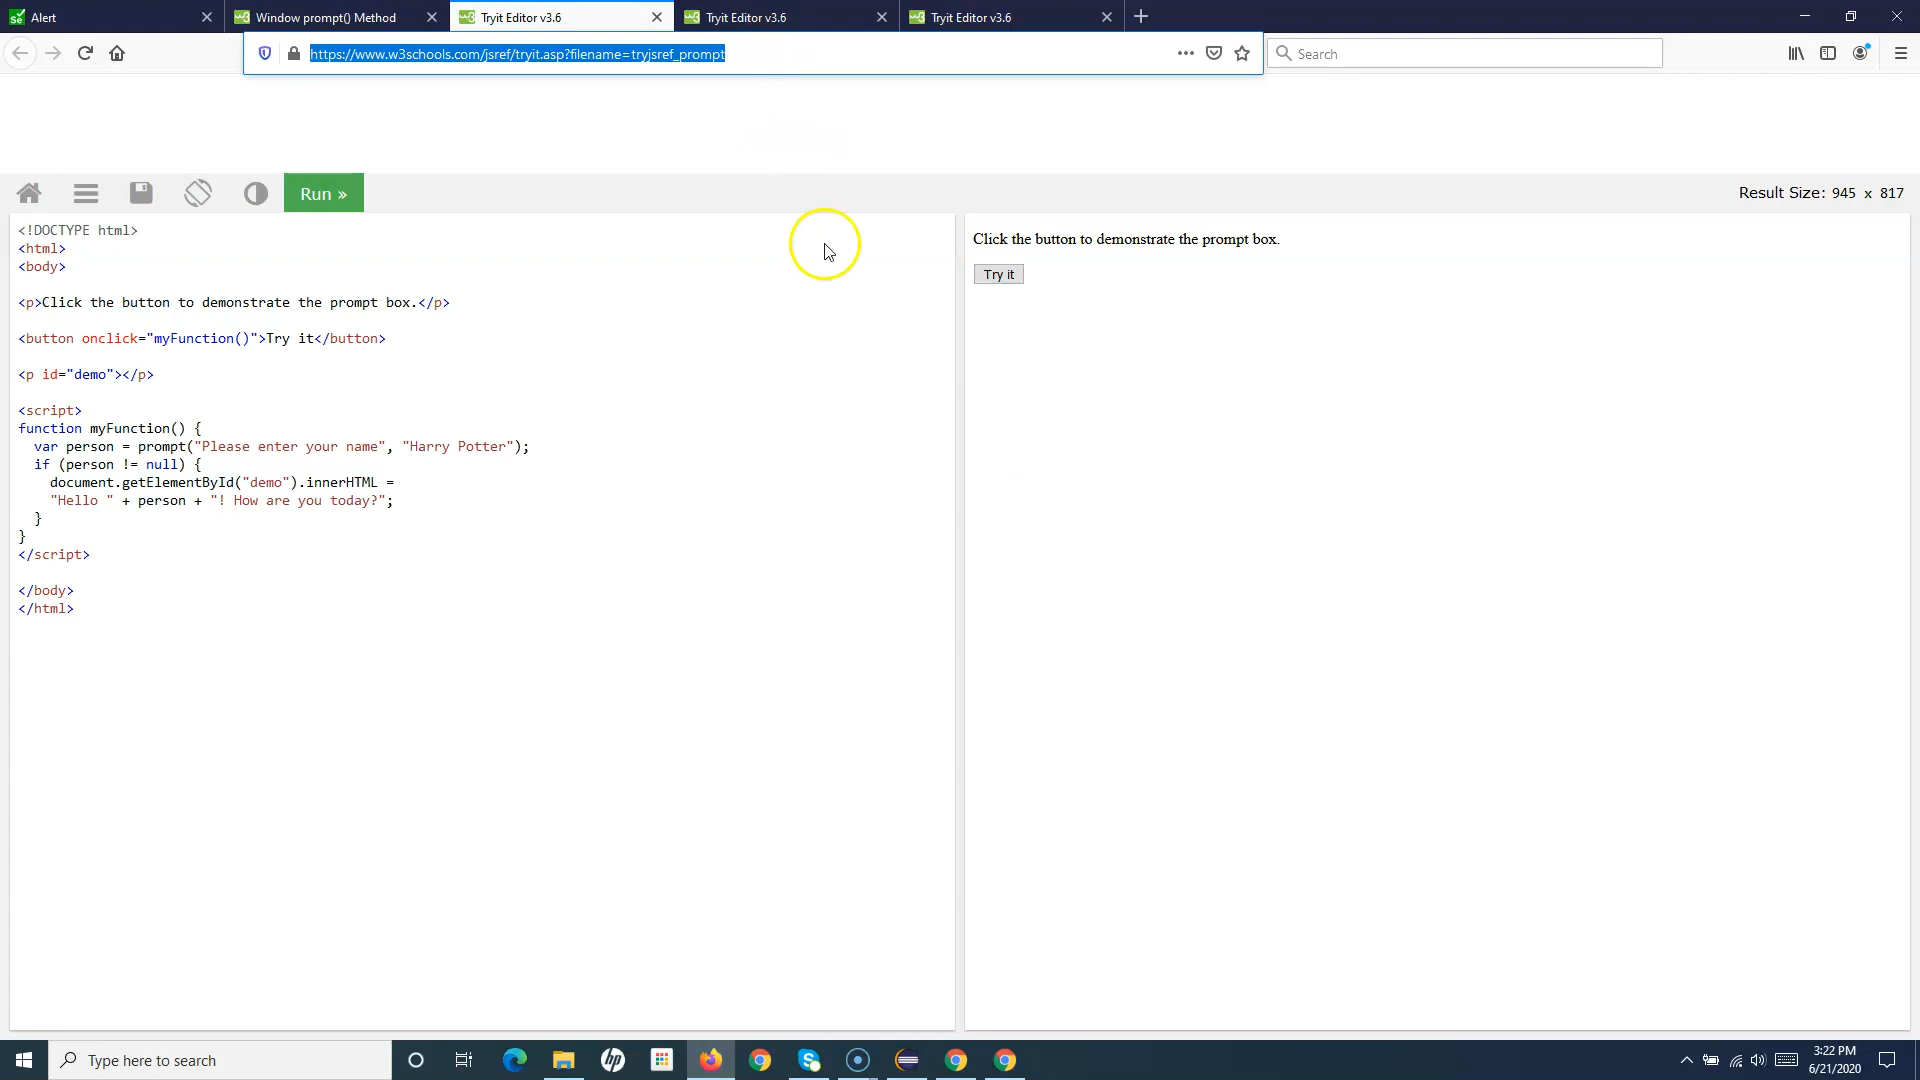 Alert
Window prompt() Method
Tryit Editor v3.6
Tryit Editor v3.6
Tryit Editor v3.6
https://www.w3schools.com/jsref/tryit.asp?filename=tryjsref_prompt
Search
Run »
Result Size: 945 x 817
<!DOCTYPE html>
<html>
<body>
<p>Click the button to demonstrate the prompt box.</p>
<button onclick="myFunction()">Try it</button>
<p id="demo"></p>
<script>
function myFunction() {
  var person = prompt("Please enter your name", "Harry Potter");
  if (person != null) {
    document.getElementById("demo").innerHTML =
    "Hello " + person + "! How are you today?";
  }
}
</script>
</body>
</html>
Click the button to demonstrate the prompt box.
Try it
Type here to search
3:22 PM
6/21/2020